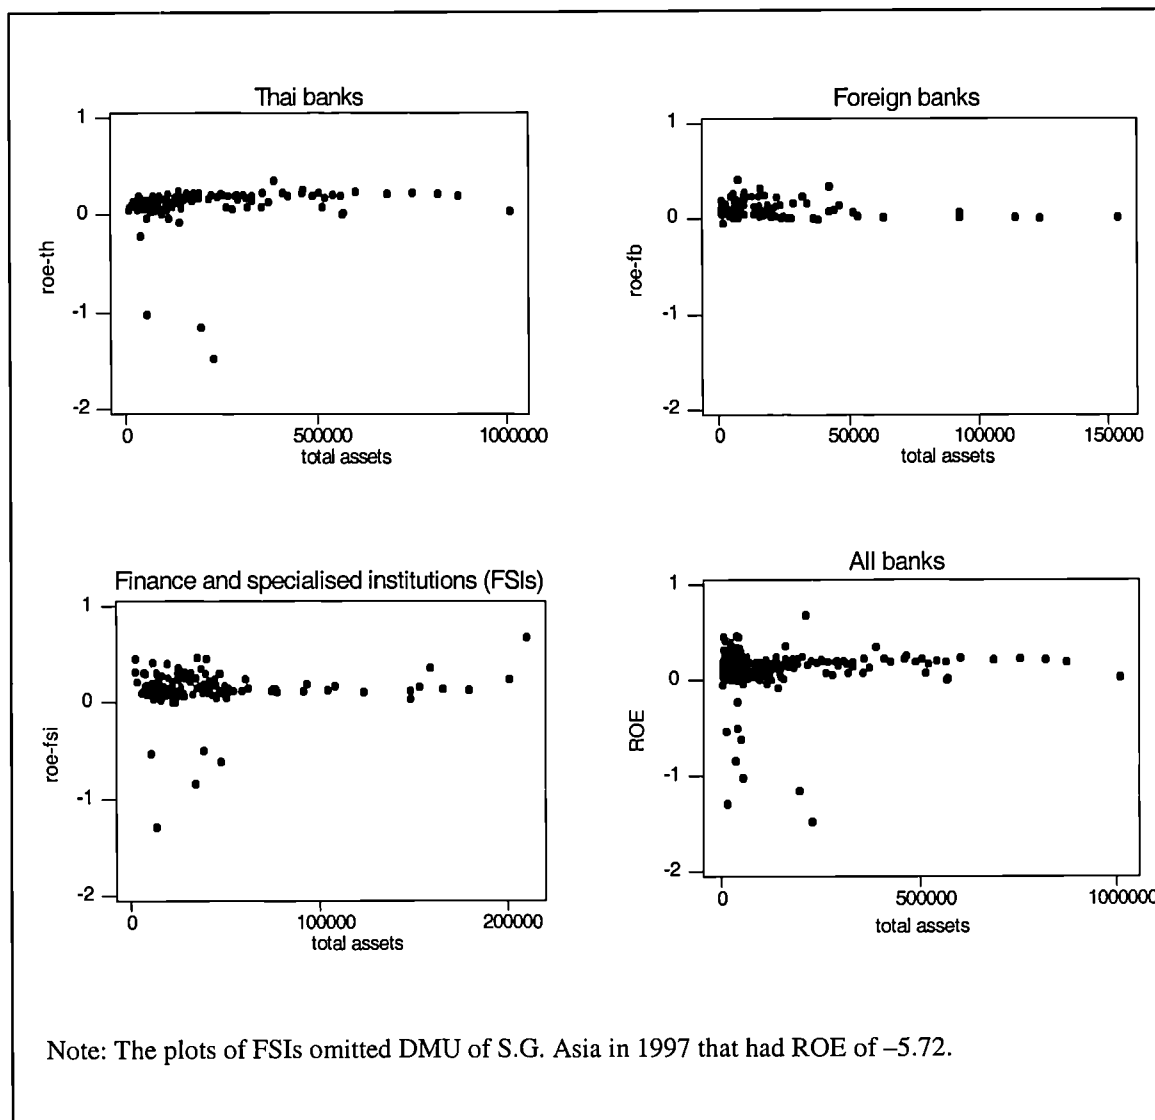 Thai banks
1
0
-1
-2
roe-th
0 500000 1000000
total assets
Foreign banks
1
0
-1
-2
roe-fb
0 50000 100000 150000
total assets
Finance and specialised institutions (FSIs)
1
0
-1
-2
roe-fsi
0 100000 200000
total assets
All banks
1
0
-1
-2
ROE
0 500000 1000000
total assets
Note: The plots of FSIs omitted DMU of S.G. Asia in 1997 that had ROE of –5.72.